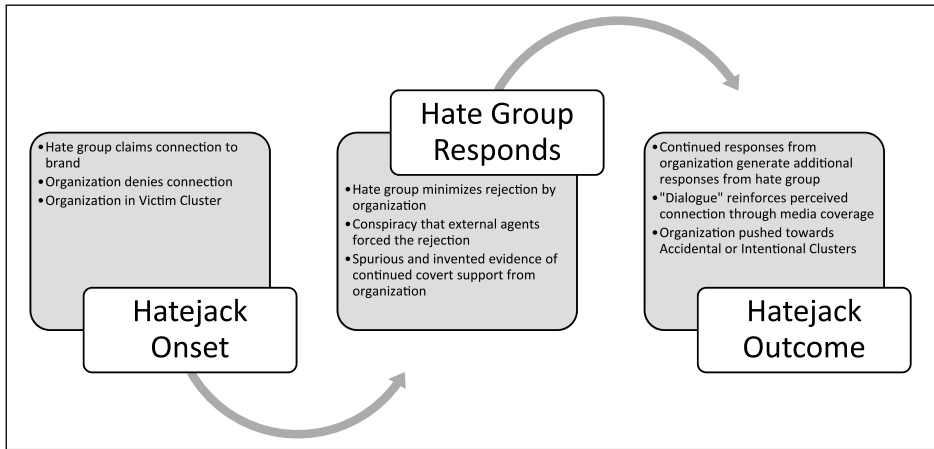 • Hate group claims connection to
brand
• Organization denies connection
• Organization in Victim Cluster
Hatejack
Onset
Hate Group
Responds
• Hate group minimizes rejection by
organization
• Conspiracy that external agents
forced the rejection
• Spurious and invented evidence of
continued covert support from
organization
• Continued responses from
organization generate additional
responses from hate group
• "Dialogue" reinforces perceived
connection through media coverage
• Organization pushed towards
Accidental or Intentional Clusters
Hatejack
Outcome